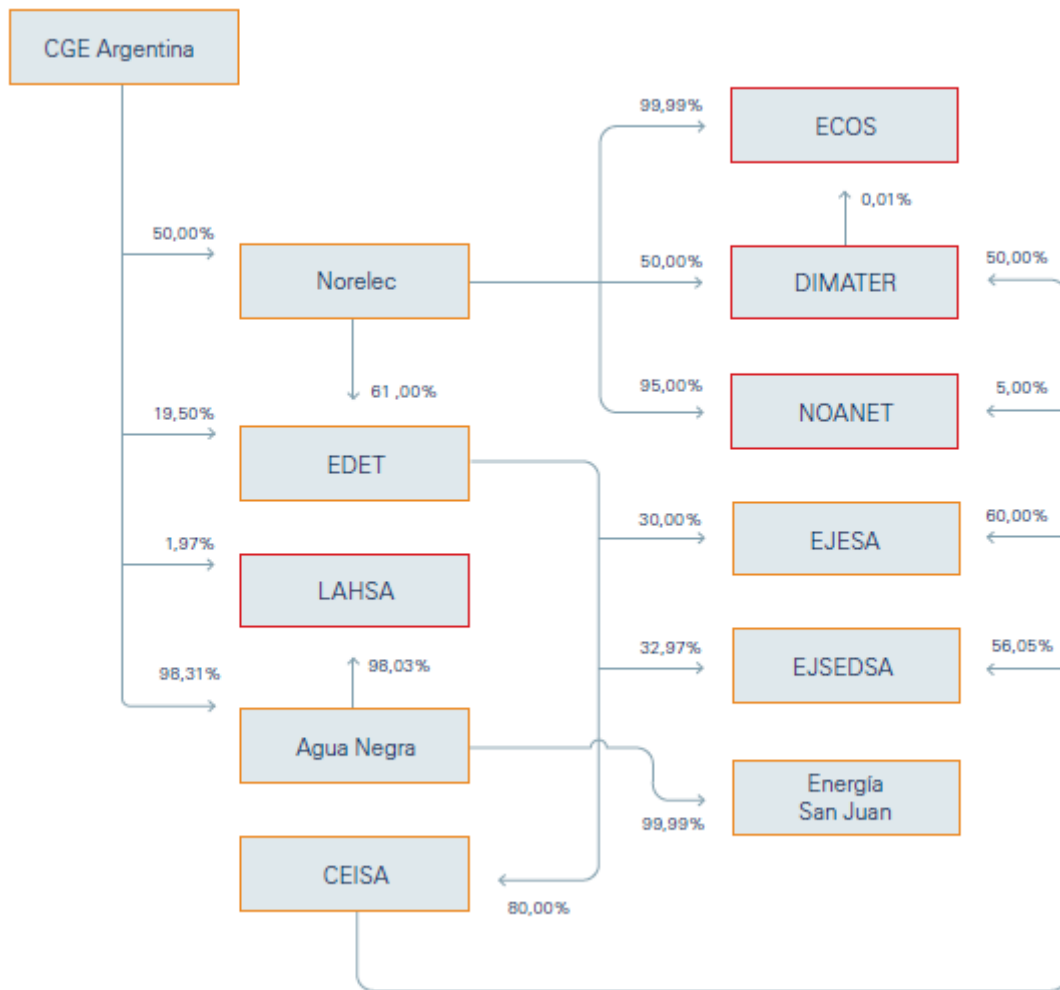 CGE Argentina
99,99%
ECOS
0,01%
50,00%
Norelec
50,00%
DIMATER
50,00%
61 ,00%
95,00%
NOANET
5,00%
19,50%
EDET
30,00%
EJESA
60,00%
1,97%
LAHSA
32,97%
EJSEDSA
56,05%
98,31%
98,03%
Agua Negra
Energía
San Juan
99,99%
CEISA
80,00%